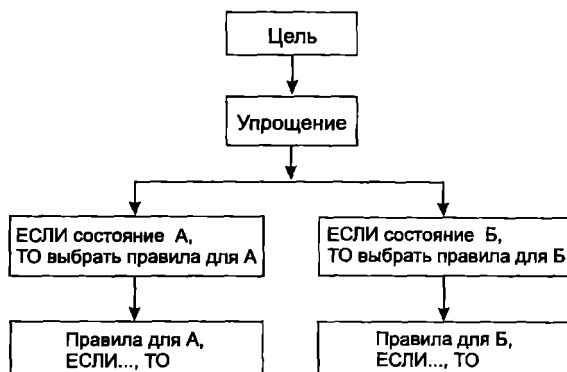 Цель
Упрощение
ЕСЛИ состояние А,
ТО выбрать правила для А
ЕСЛИ состояние Б,
ТО выбрать правила для Б
Правила для А,
ЕСЛИ..., ТО
Правила для Б,
ЕСЛИ..., ТО